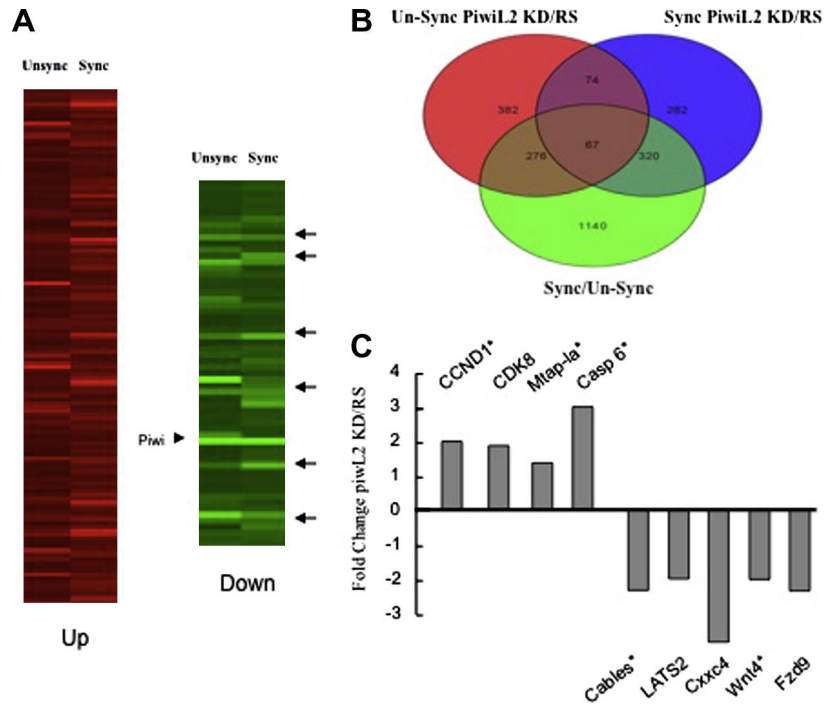 A
Unsync Sync
Unsync Sync
Piwi
Down
Up
B
Un-Sync PiwiL2 KD/RS
Sync PiwiL2 KD/RS
74
382
282
67
276
320
1140
Sync/Un-Sync
C
CCND1*
CDK8
Mtap-la*
Casp 6*
Fold Change piwL2 KD/RS
4
3
2
1
0
-1
-2
-3
Cables*
LATS2
Cxxc4
Wnt4*
Fzd9